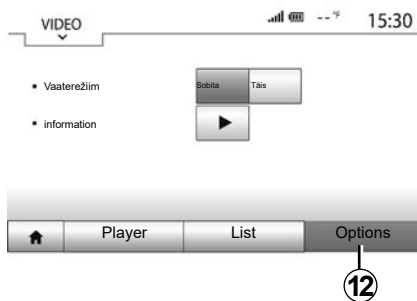 VIDEO
--°F 15:30
▪ Vaaterežiim Sobita Täis
▪ information
Player List Options
12